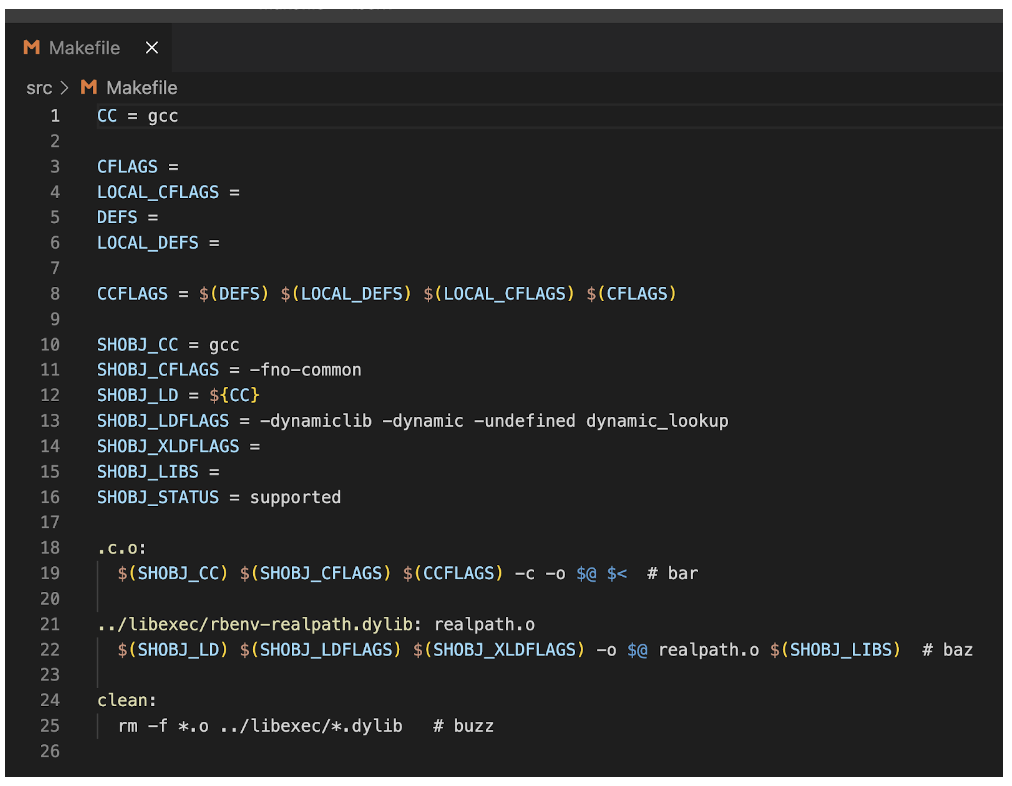 Makefile
src > Makefile
1 CC = gcc
2
3 CFLAGS =
4 LOCAL_CFLAGS =
5 DEFS =
6 LOCAL_DEFS =
7
8 CCFLAGS = $(DEFS) $(LOCAL_DEFS) $(LOCAL_CFLAGS) $(CFLAGS)
9
10 SHOBJ_CC = gcc
11 SHOBJ_CFLAGS = -fno-common
12 SHOBJ_LD = ${CC}
13 SHOBJ_LDFLAGS = -dynamiclib -dynamic -undefined dynamic_lookup
14 SHOBJ_XLDFLAGS =
15 SHOBJ_LIBS =
16 SHOBJ_STATUS = supported
17
18 .c.o:
19   $(SHOBJ_CC) $(SHOBJ_CFLAGS) $(CCFLAGS) -c -o $@ $<  # bar
20
21 ../libexec/rbenv-realpath.dylib: realpath.o
22   $(SHOBJ_LD) $(SHOBJ_LDFLAGS) $(SHOBJ_XLDFLAGS) -o $@ realpath.o $(SHOBJ_LIBS)  # baz
23
24 clean:
25   rm -f *.o ../libexec/*.dylib   # buzz
26